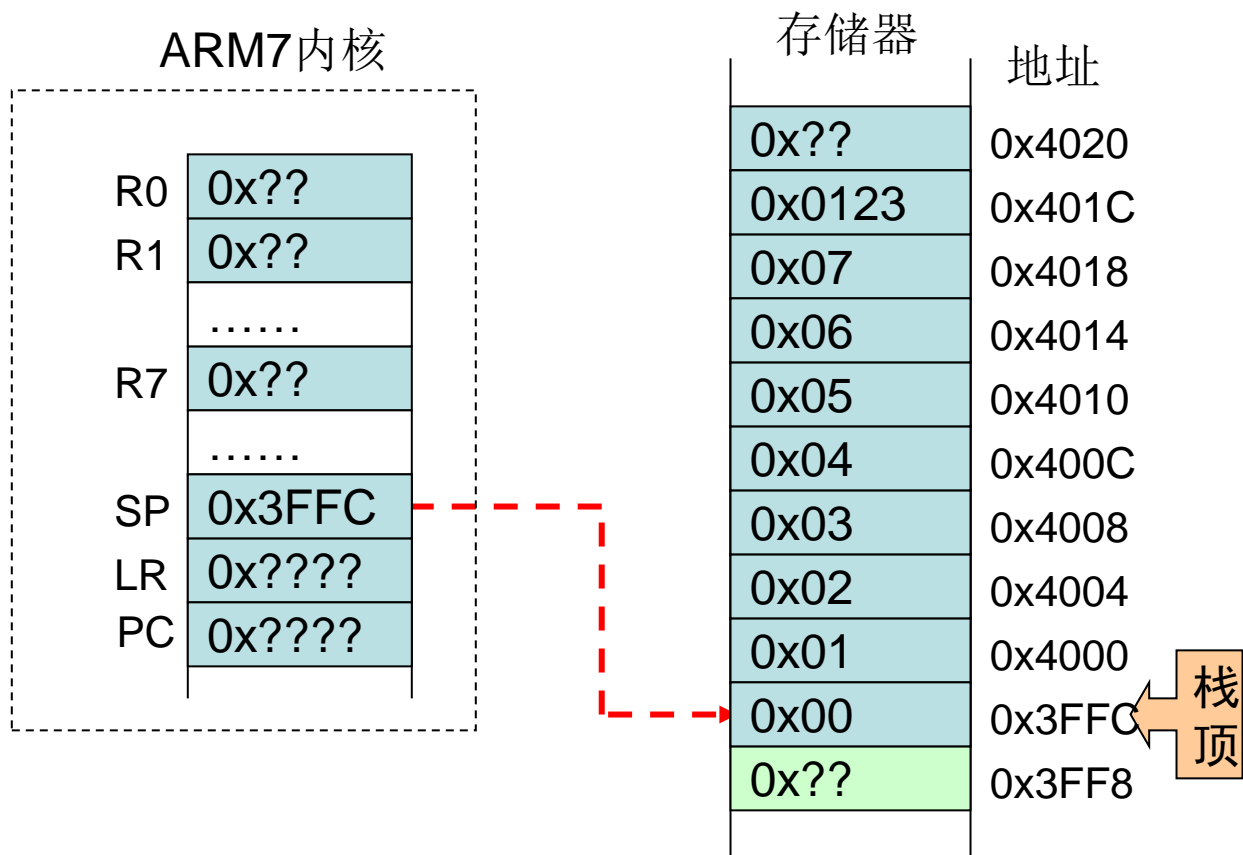 ARM7内核
R0 0x??
R1 0x??
……
R7 0x??
……
SP 0x3FFC
LR 0x????
PC 0x????
存储器 地址
0x?? 0x4020
0x0123 0x401C
0x07 0x4018
0x06 0x4014
0x05 0x4010
0x04 0x400C
0x03 0x4008
0x02 0x4004
0x01 0x4000
0x00 0x3FFC
0x?? 0x3FF8
栈
顶